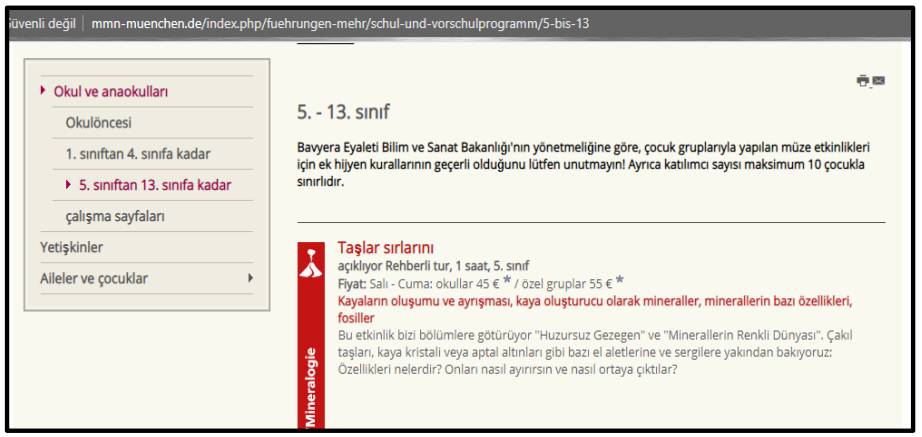 üvenli değil | mmn-muenchen.de/index.php/fuehrungen-mehr/schul-und-vorschulprogramm/5-bis-13
Okul ve anaokulları
Okulöncesi
1. sınıftan 4. sınıfa kadar
5. sınıftan 13. sınıfa kadar
çalışma sayfaları
Yetişkinler
Aileler ve çocuklar
5. - 13. sınıf
Bavyera Eyaleti Bilim ve Sanat Bakanlığı'nın yönetmeliğine göre, çocuk gruplarıyla yapılan müze etkinlikleri
için ek hijyen kurallarının geçerli olduğunu lütfen unutmayın! Ayrıca katılımcı sayısı maksimum 10 çocukla
sınırlıdır.
Taşlar sırlarını
açıklıyor Rehberli tur, 1 saat, 5. sınıf
Fiyat: Salı - Cuma: okullar 45 € * / özel gruplar 55 € *
Kayaların oluşumu ve ayrışması, kaya oluşturucu olarak mineraller, minerallerin bazı özellikleri,
fosiller
Bu etkinlik bizi bölümlere götürüyor "Huzursuz Gezegen" ve "Minerallerin Renkli Dünyası". Çakıl
taşları, kaya kristali veya aptal altınları gibi bazı el aletlerine ve sergilere yakından bakıyoruz:
Özellikleri nelerdir? Onları nasıl ayırırsın ve nasıl ortaya çıktılar?
/Mineralogie